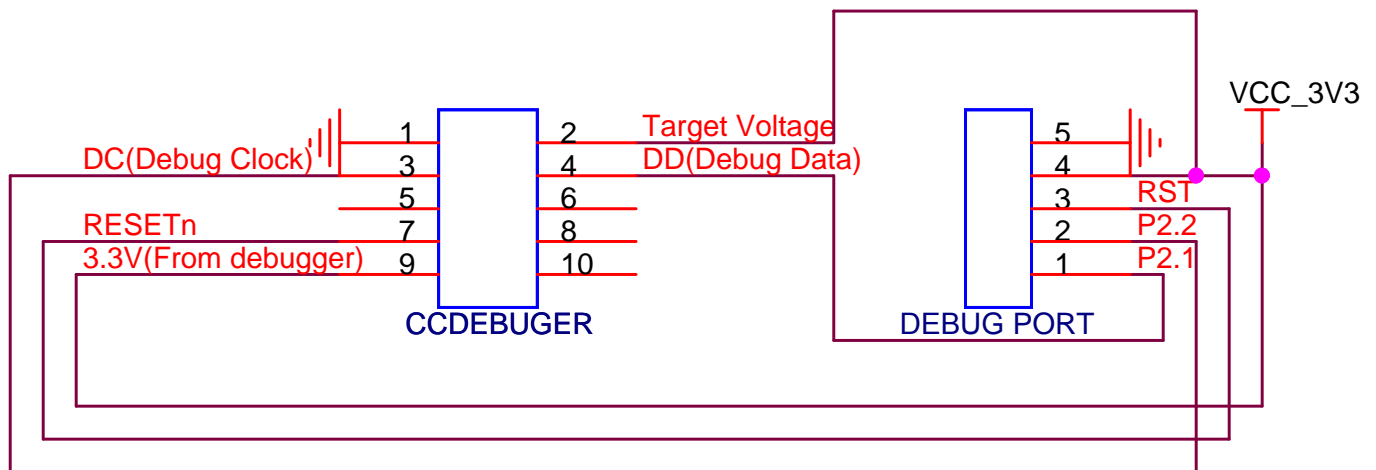 VCC_3V3
1 2 Target Voltage 5
DC(Debug Clock) 3 4 DD(Debug Data) 4
5 6 3 RST
RESETn 7 8 2 P2.2
3.3V(From debugger) 9 10 1 P2.1
CCDEBUGER DEBUG PORT